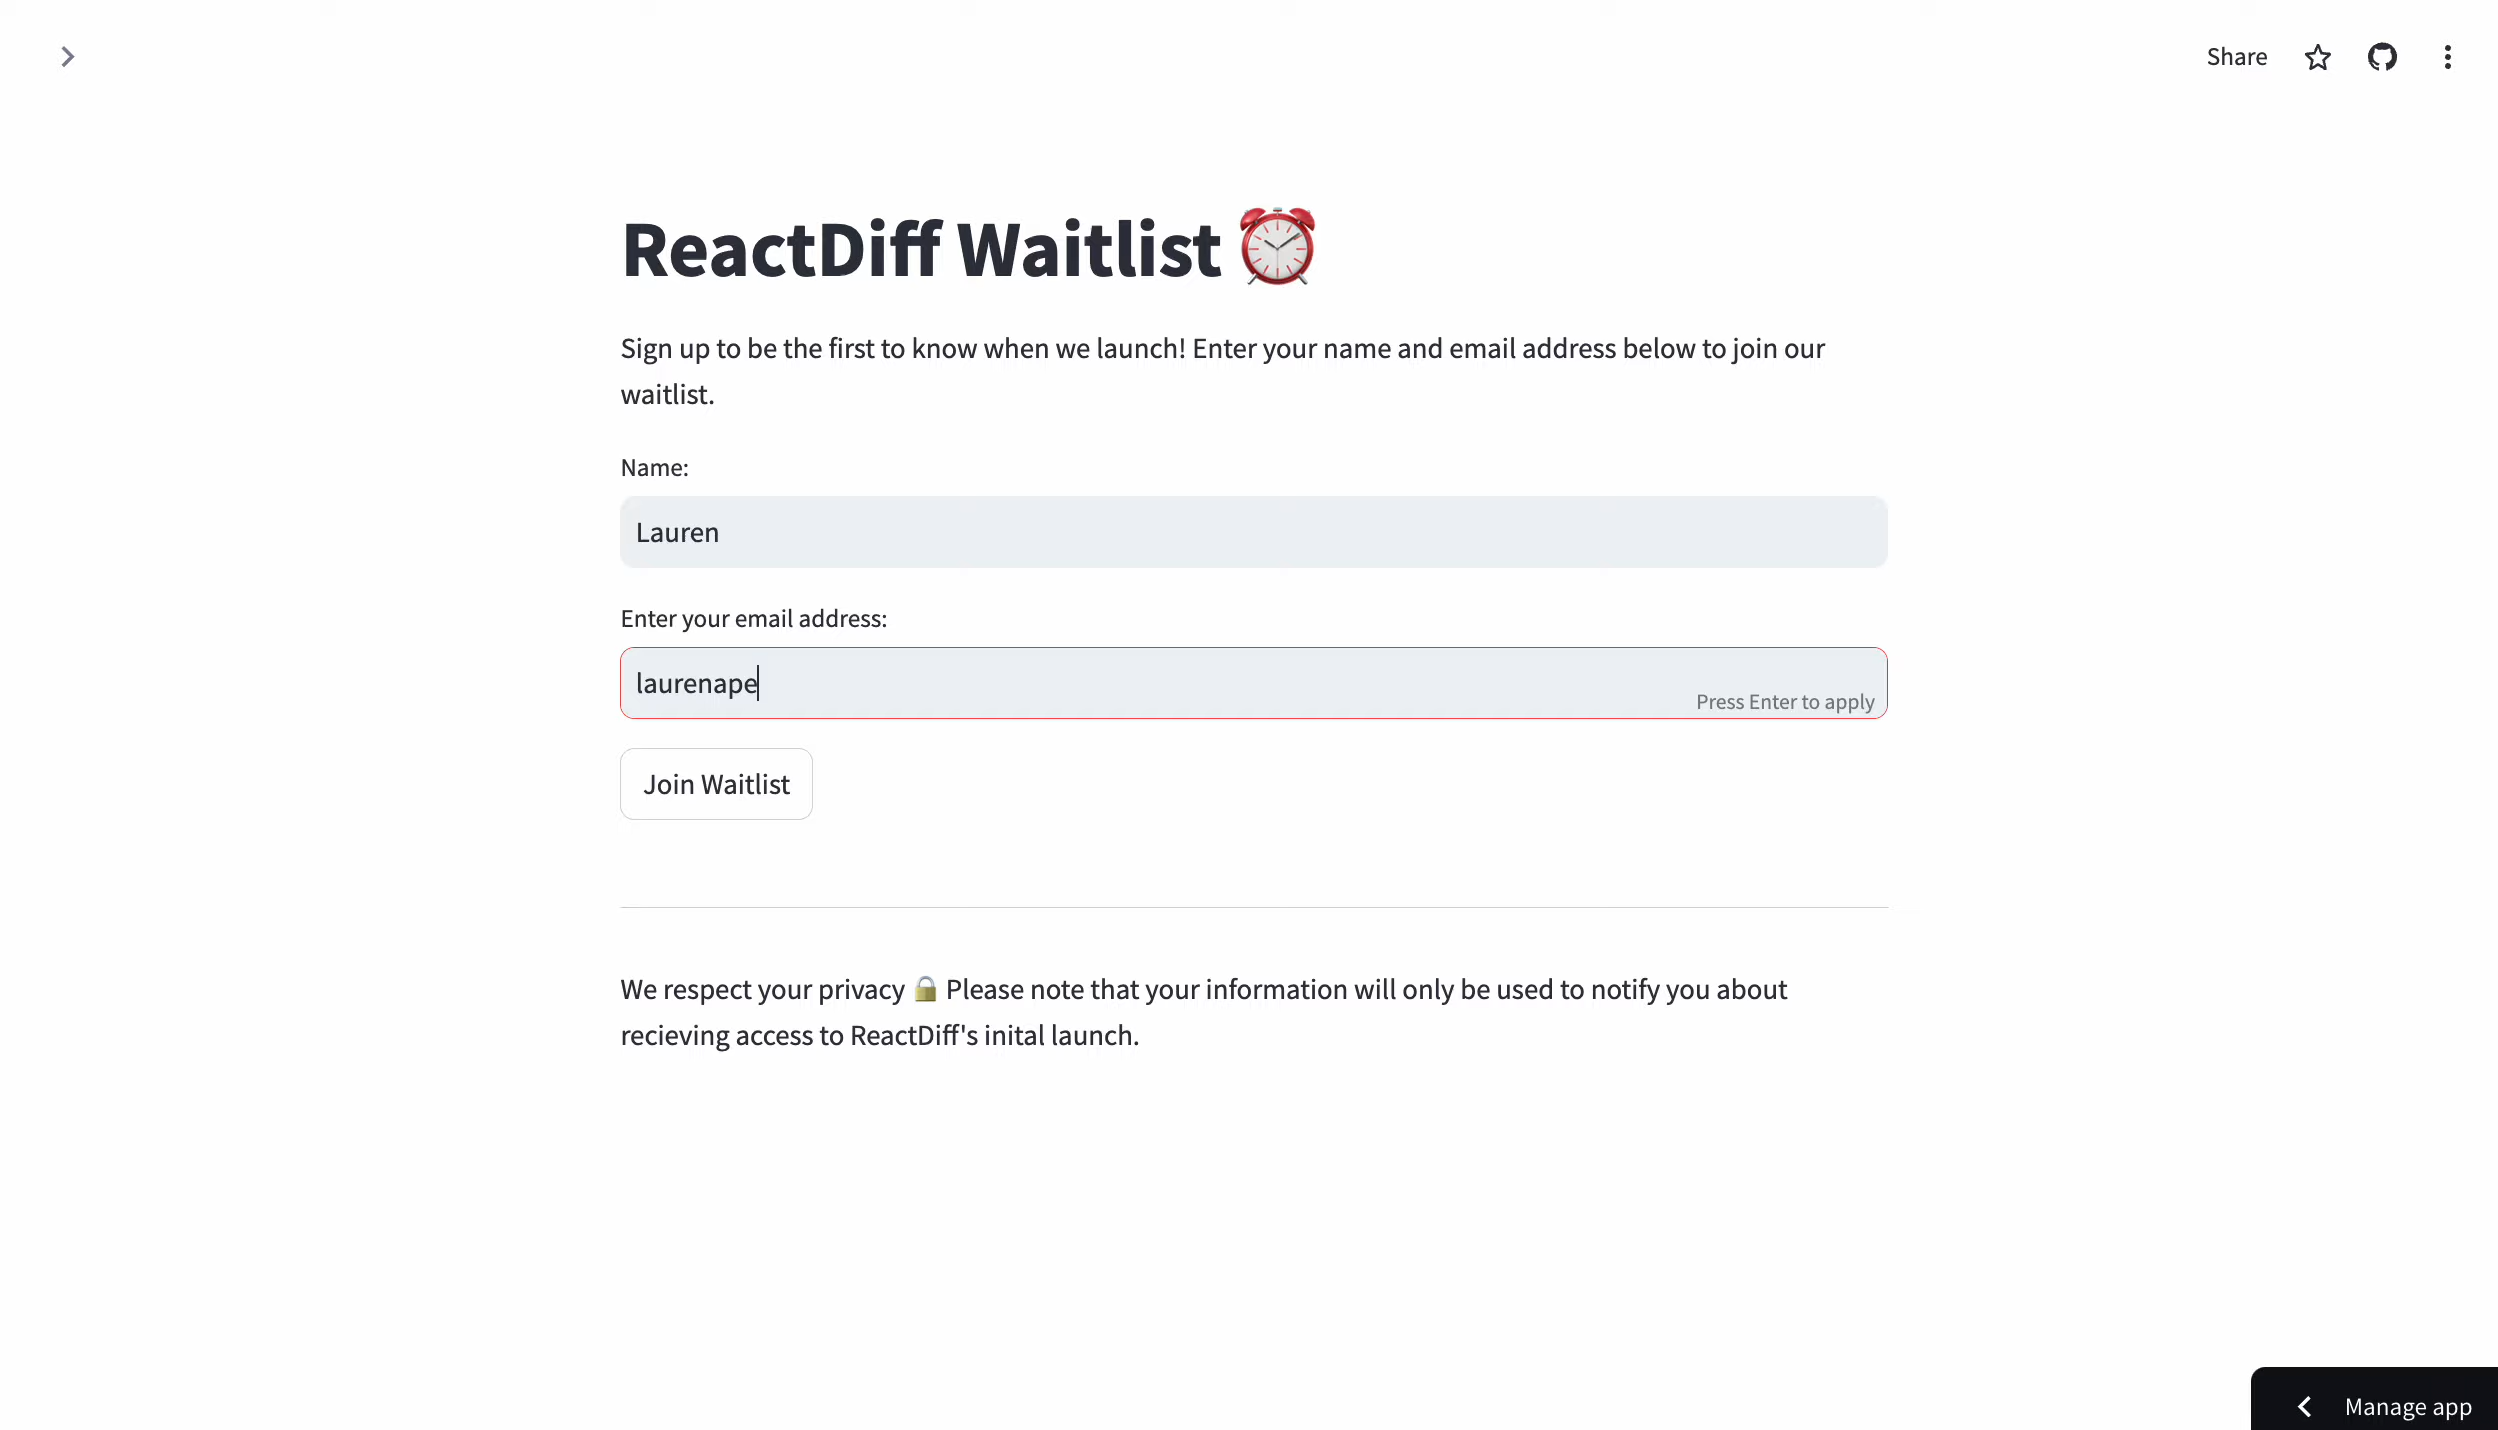 Share
ReactDiff Waitlist ⏰
Sign up to be the first to know when we launch! Enter your name and email address below to join our
waitlist.
Name:
Lauren
Enter your email address:
laurenape
Press Enter to apply
Join Waitlist
We respect your privacy 🔒 Please note that your information will only be used to notify you about
recieving access to ReactDiff's inital launch.
Manage app